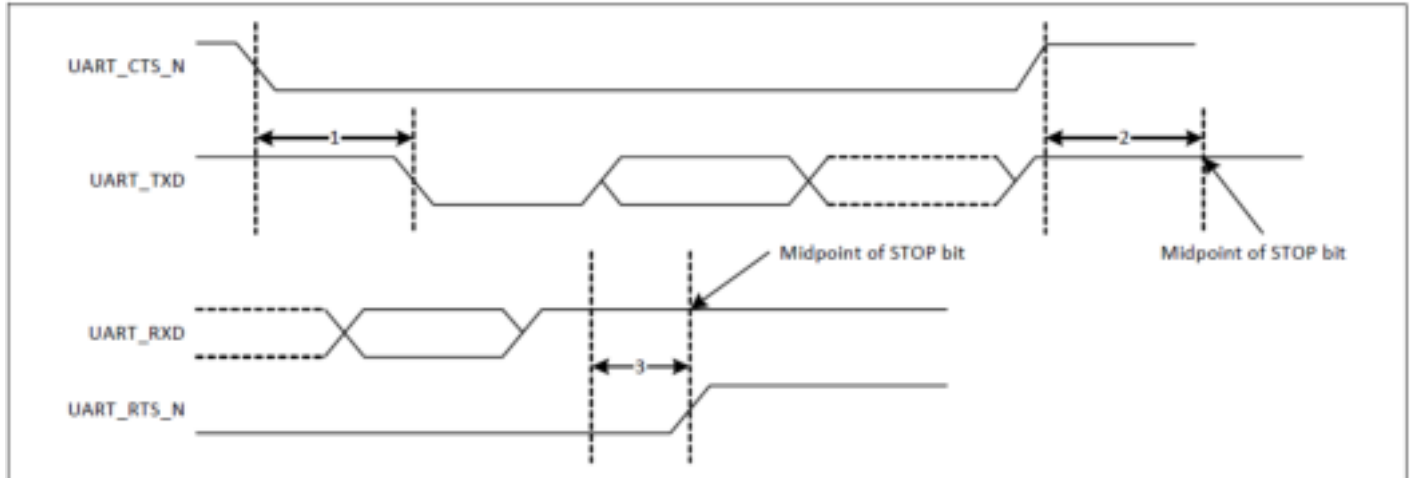 UART_CTS_N
1
2
UART_TXD
Midpoint of STOP bit
Midpoint of STOP bit
UART_RXD
3
UART_RTS_N